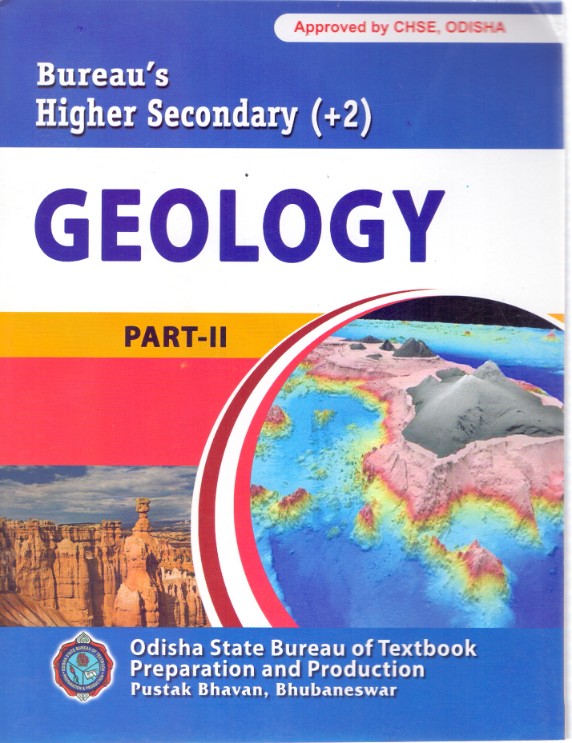 Approved by CHSE, ODISHA
Bureau's
Higher Secondary (+2)
GEOLOGY
PART-II
Odisha State Bureau of Textbook
Preparation and Production
Pustak Bhavan, Bhubaneswar